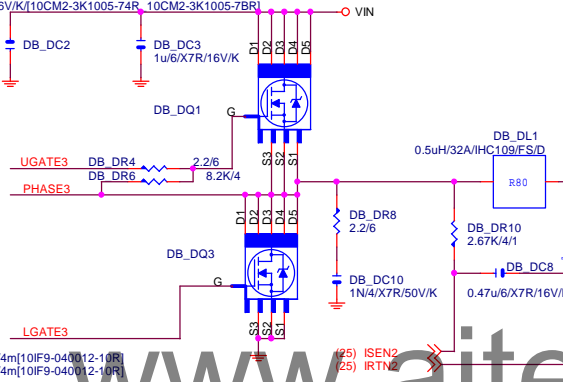 6V/K/[10CM2-3K1005-74R 10CM2-3K1005-7BR]
VIN
DB_DC2
DB_DC3
1u/6/X7R/16V/K
D1
D2
D3
D4
D5
DB_DQ1
G
S3
S2
S1
UGATE3
DB_DR4
2.2/6
DB_DR6
8.2K/4
PHASE3
DB_DL1
0.5uH/32A/IHC109/FS/D
R80
D1
D2
D3
D4
D5
DB_DR8
2.2/6
DB_DR10
2.67K/4/1
DB_DQ3
G
DB_DC10
1N/4/X7R/50V/K
DB_DC8
0.47u/6/X7R/16V/
S3
S2
S1
LGATE3
(25) ISEN2
(25) IRTN2
4m[10IF9-040012-10R]
4m[10IF9-040012-10R]
www.aite